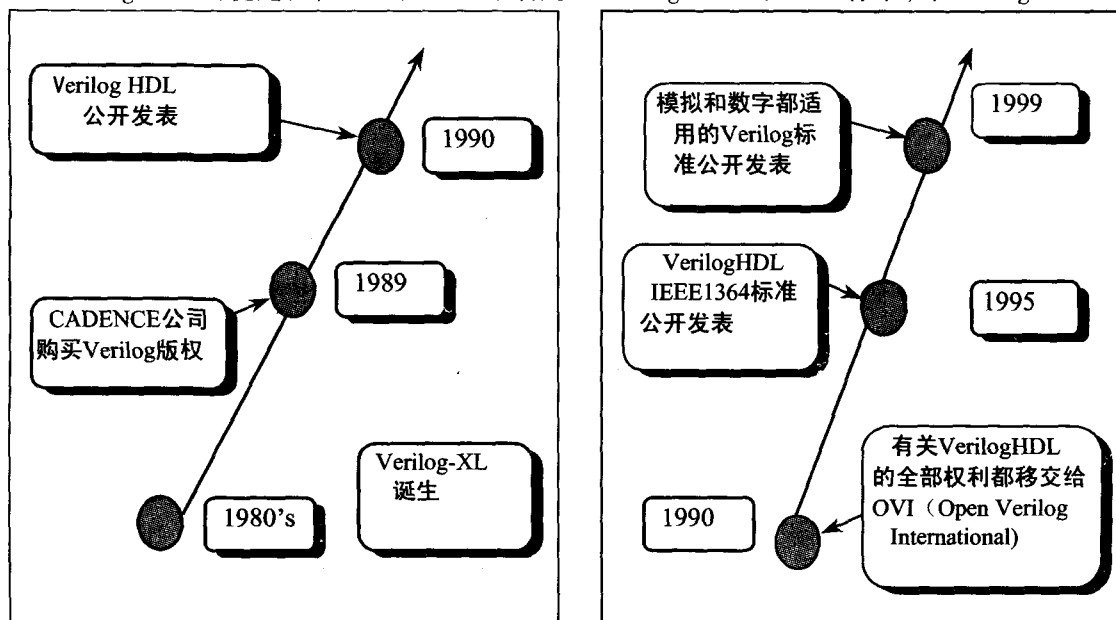 Verilog HDL
公开发表
1990
1989
CADENCE公司
购买Verilog版权
Verilog-XL
诞生
1980's
模拟和数字都适
用的Verilog标
准公开发表
1999
VerilogHDL
IEEE1364标准
公开发表
1995
有关VerilogHDL
的全部权利都移交给
OVI（Open Verilog
International)
1990